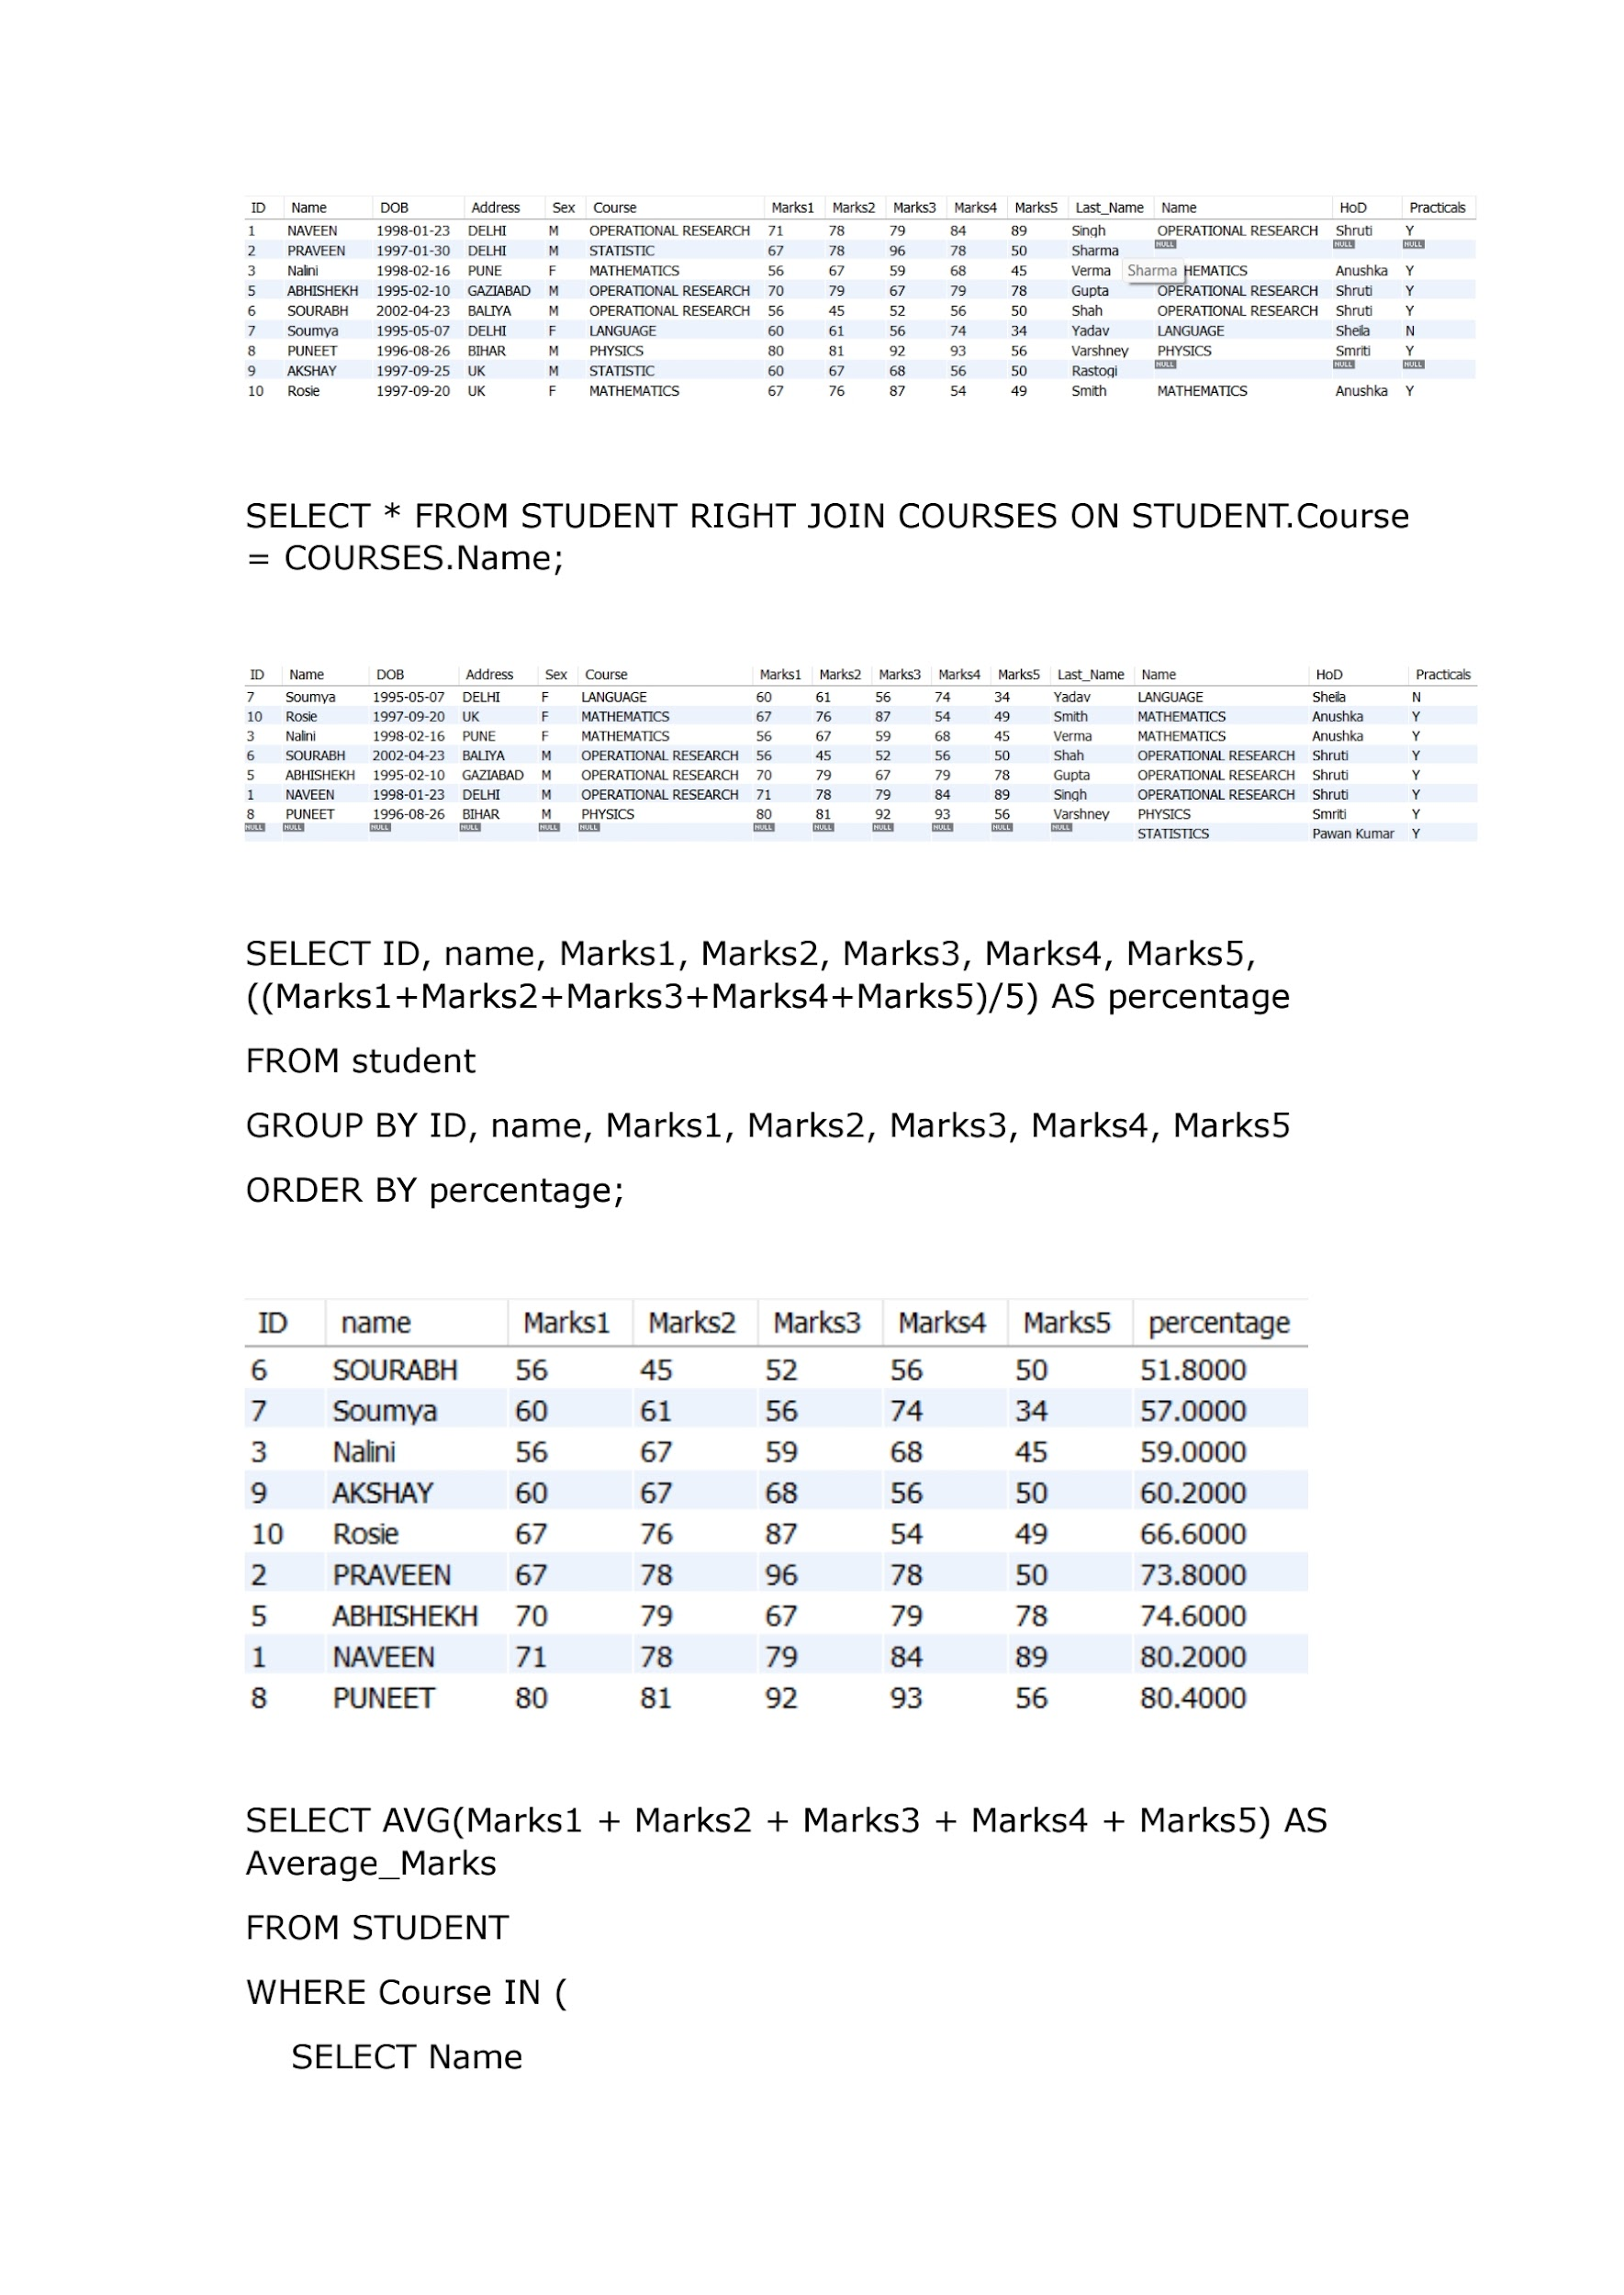 ID Name DOB Address Sex Course Marks1 Marks2 Marks3 Marks4 Marks5 Last_Name Name HoD Practicals
1 NAVEEN 1998-01-23 DELHI M OPERATIONAL RESEARCH 71 78 79 84 89 Singh OPERATIONAL RESEARCH Shruti Y
2 PRAVEEN 1997-01-30 DELHI M STATISTIC 67 78 96 78 50 Sharma NULL NULL NULL
3 Nalini 1998-02-16 PUNE F MATHEMATICS 56 67 59 68 45 Verma Sharma HEMATICS Anushka Y
5 ABHISHEKH 1995-02-10 GAZIABAD M OPERATIONAL RESEARCH 70 79 67 79 78 Gupta OPERATIONAL RESEARCH Shruti Y
6 SOURABH 2002-04-23 BALIYA M OPERATIONAL RESEARCH 56 45 52 56 50 Shah OPERATIONAL RESEARCH Shruti Y
7 Soumya 1995-05-07 DELHI F LANGUAGE 60 61 56 74 34 Yadav LANGUAGE Sheila N
8 PUNEET 1996-08-26 BIHAR M PHYSICS 80 81 92 93 56 Varshney PHYSICS Smriti Y
9 AKSHAY 1997-09-25 UK M STATISTIC 60 67 68 56 50 Rastogi NULL NULL NULL
10 Rosie 1997-09-20 UK F MATHEMATICS 67 76 87 54 49 Smith MATHEMATICS Anushka Y
SELECT * FROM STUDENT RIGHT JOIN COURSES ON STUDENT.Course
= COURSES.Name;
ID Name DOB Address Sex Course Marks1 Marks2 Marks3 Marks4 Marks5 Last_Name Name HoD Practicals
7 Soumya 1995-05-07 DELHI F LANGUAGE 60 61 56 74 34 Yadav LANGUAGE Sheila N
10 Rosie 1997-09-20 UK F MATHEMATICS 67 76 87 54 49 Smith MATHEMATICS Anushka Y
3 Nalini 1998-02-16 PUNE F MATHEMATICS 56 67 59 68 45 Verma MATHEMATICS Anushka Y
6 SOURABH 2002-04-23 BALIYA M OPERATIONAL RESEARCH 56 45 52 56 50 Shah OPERATIONAL RESEARCH Shruti Y
5 ABHISHEKH 1995-02-10 GAZIABAD M OPERATIONAL RESEARCH 70 79 67 79 78 Gupta OPERATIONAL RESEARCH Shruti Y
1 NAVEEN 1998-01-23 DELHI M OPERATIONAL RESEARCH 71 78 79 84 89 Singh OPERATIONAL RESEARCH Shruti Y
8 PUNEET 1996-08-26 BIHAR M PHYSICS 80 81 92 93 56 Varshney PHYSICS Smriti Y
NULL NULL NULL NULL NULL NULL NULL NULL NULL NULL NULL NULL STATISTICS Pawan Kumar Y
SELECT ID, name, Marks1, Marks2, Marks3, Marks4, Marks5,
((Marks1+Marks2+Marks3+Marks4+Marks5)/5) AS percentage
FROM student
GROUP BY ID, name, Marks1, Marks2, Marks3, Marks4, Marks5
ORDER BY percentage;
ID name Marks1 Marks2 Marks3 Marks4 Marks5 percentage
6 SOURABH 56 45 52 56 50 51.8000
7 Soumya 60 61 56 74 34 57.0000
3 Nalini 56 67 59 68 45 59.0000
9 AKSHAY 60 67 68 56 50 60.2000
10 Rosie 67 76 87 54 49 66.6000
2 PRAVEEN 67 78 96 78 50 73.8000
5 ABHISHEKH 70 79 67 79 78 74.6000
1 NAVEEN 71 78 79 84 89 80.2000
8 PUNEET 80 81 92 93 56 80.4000
SELECT AVG(Marks1 + Marks2 + Marks3 + Marks4 + Marks5) AS
Average_Marks
FROM STUDENT
WHERE Course IN (
SELECT Name